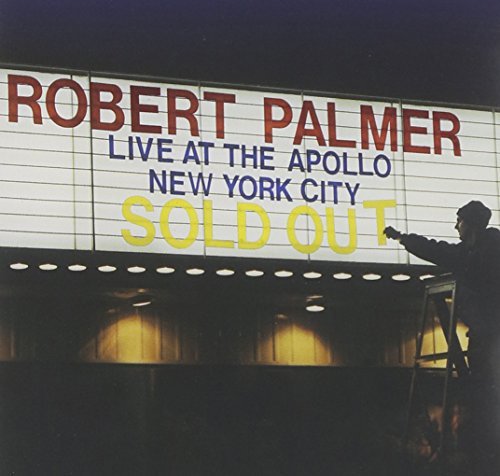 ROBERT PALMER
LIVE AT THE APOLLO
NEW YORK CITY
SOLD OUT